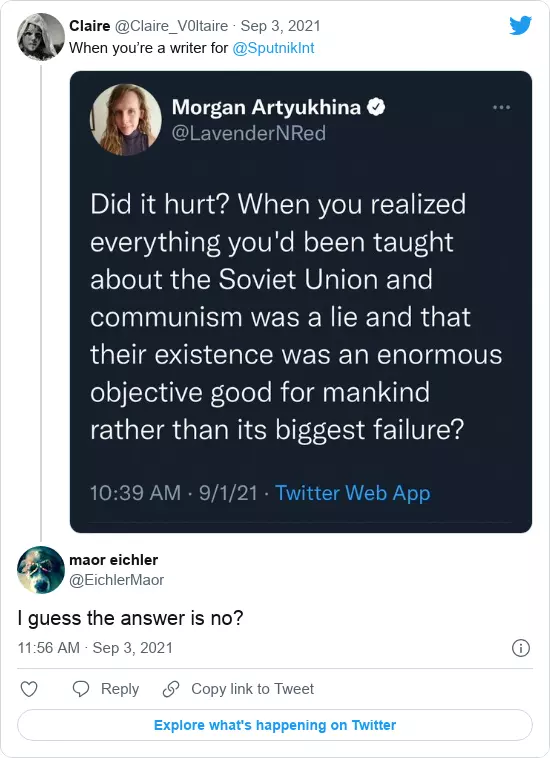 Claire @Claire_V0ltaire · Sep 3, 2021
When you’re a writer for @SputnikInt
Morgan Artyukhina
@LavenderNRed
Did it hurt? When you realized
everything you'd been taught
about the Soviet Union and
communism was a lie and that
their existence was an enormous
objective good for mankind
rather than its biggest failure?
10:39 AM · 9/1/21 · Twitter Web App
maor eichler
@EichlerMaor
I guess the answer is no?
11:56 AM · Sep 3, 2021
Reply
Copy link to Tweet
Explore what's happening on Twitter